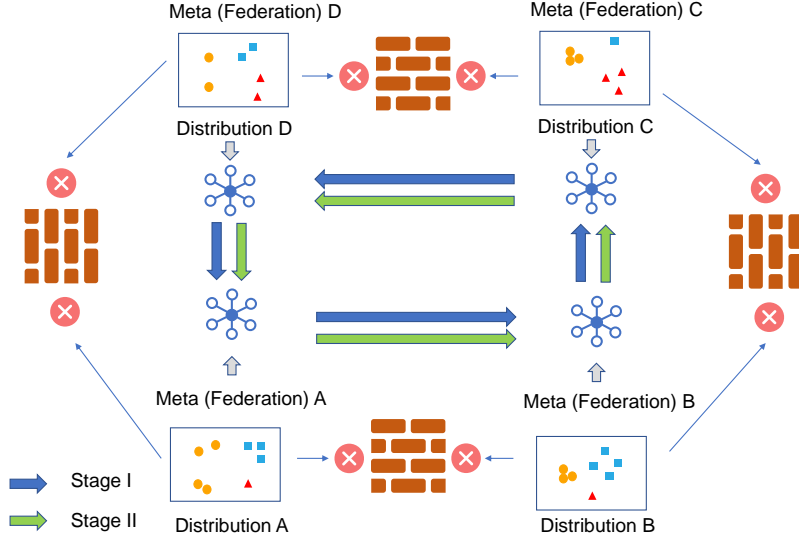 Meta (Federation) D
Meta (Federation) C
Distribution D
Distribution C
Meta (Federation) A
Meta (Federation) B
Stage I
Stage II
Distribution A
Distribution B